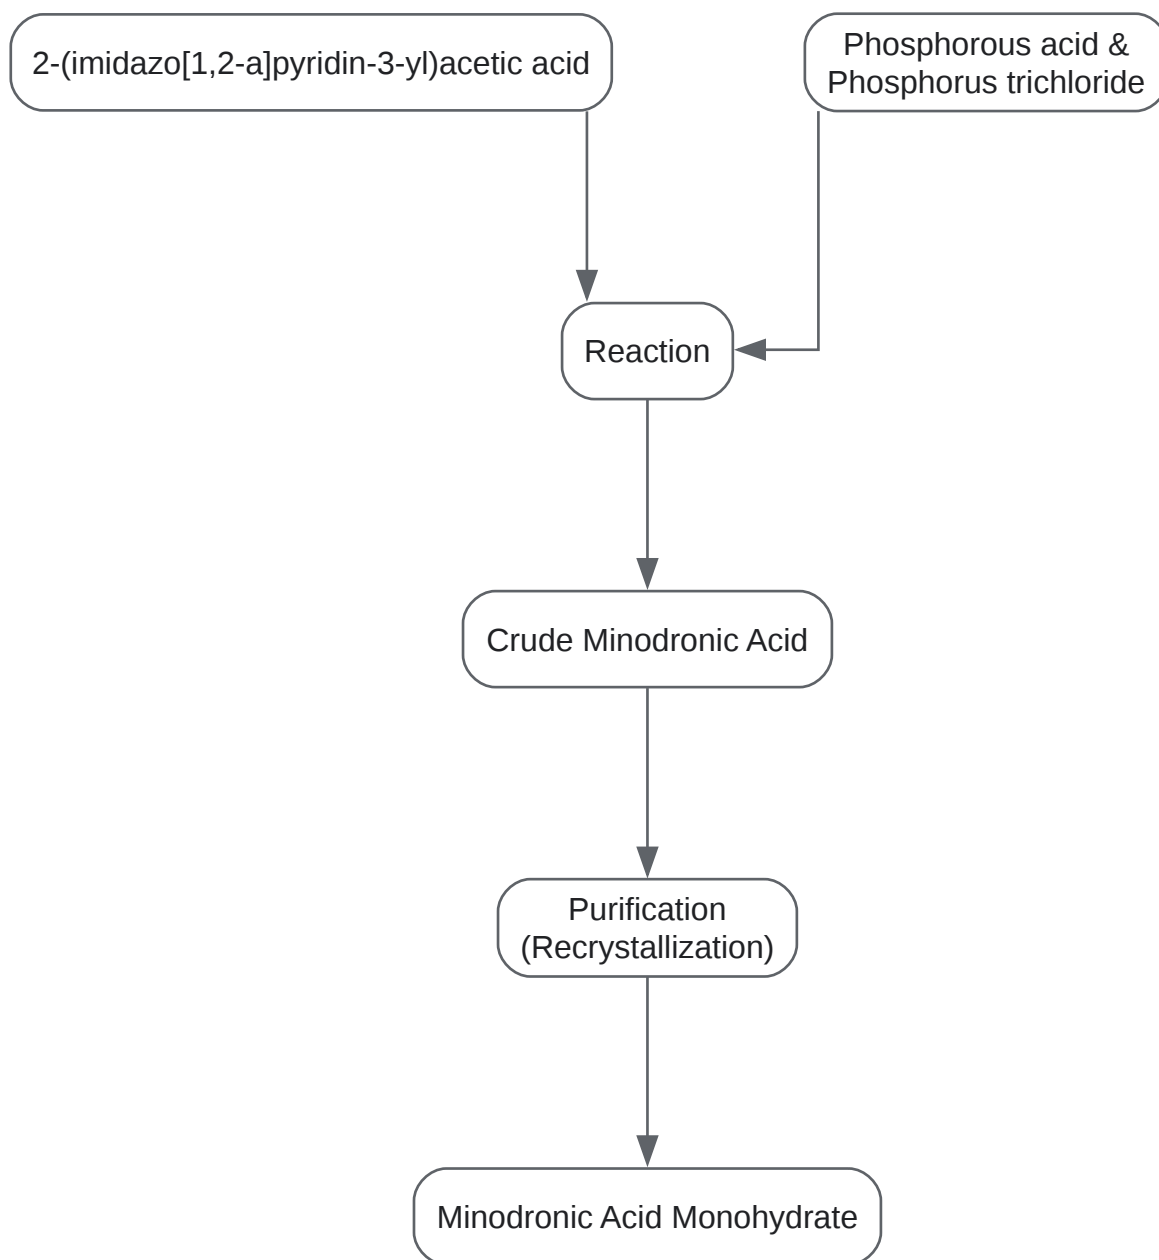 2-(imidazo[1,2-a]pyridin-3-yl)acetic acid
Phosphorous acid &
Phosphorus trichloride
Reaction
Crude Minodronic Acid
Purification
(Recrystallization)
Minodronic Acid Monohydrate